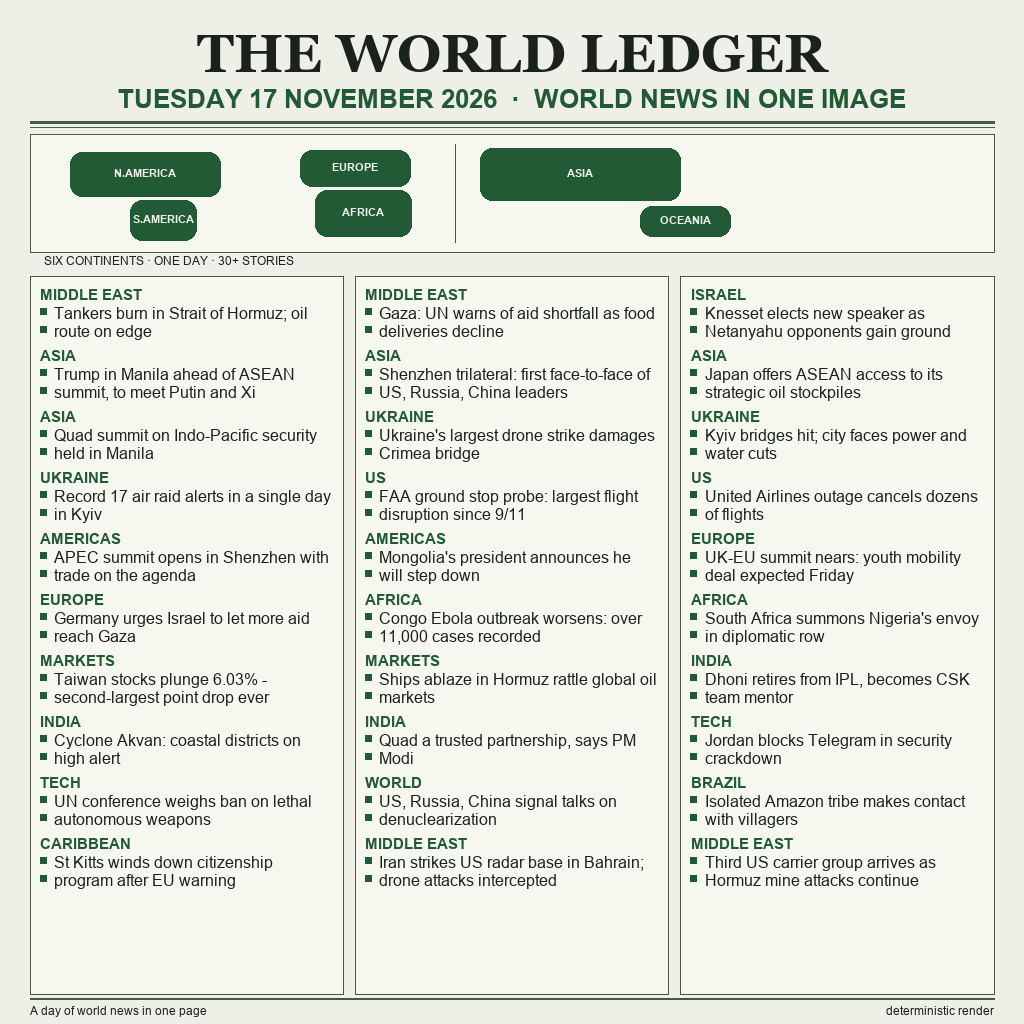 THE WORLD LEDGER
TUESDAY 17 NOVEMBER 2026 · WORLD NEWS IN ONE IMAGE
N.AMERICA
S.AMERICA
EUROPE
AFRICA
ASIA
OCEANIA
SIX CONTINENTS · ONE DAY · 30+ STORIES
MIDDLE EAST
Tankers burn in Strait of Hormuz; oil
route on edge
ASIA
Trump in Manila ahead of ASEAN
summit, to meet Putin and Xi
ASIA
Quad summit on Indo-Pacific security
held in Manila
UKRAINE
Record 17 air raid alerts in a single day
in Kyiv
AMERICAS
APEC summit opens in Shenzhen with
trade on the agenda
EUROPE
Germany urges Israel to let more aid
reach Gaza
MARKETS
Taiwan stocks plunge 6.03% -
second-largest point drop ever
INDIA
Cyclone Akvan: coastal districts on
high alert
TECH
UN conference weighs ban on lethal
autonomous weapons
CARIBBEAN
St Kitts winds down citizenship
program after EU warning
MIDDLE EAST
Gaza: UN warns of aid shortfall as food
deliveries decline
ASIA
Shenzhen trilateral: first face-to-face of
US, Russia, China leaders
UKRAINE
Ukraine's largest drone strike damages
Crimea bridge
US
FAA ground stop probe: largest flight
disruption since 9/11
AMERICAS
Mongolia's president announces he
will step down
AFRICA
Congo Ebola outbreak worsens: over
11,000 cases recorded
MARKETS
Ships ablaze in Hormuz rattle global oil
markets
INDIA
Quad a trusted partnership, says PM
Modi
WORLD
US, Russia, China signal talks on
denuclearization
MIDDLE EAST
Iran strikes US radar base in Bahrain;
drone attacks intercepted
ISRAEL
Knesset elects new speaker as
Netanyahu opponents gain ground
ASIA
Japan offers ASEAN access to its
strategic oil stockpiles
UKRAINE
Kyiv bridges hit; city faces power and
water cuts
US
United Airlines outage cancels dozens
of flights
EUROPE
UK-EU summit nears: youth mobility
deal expected Friday
AFRICA
South Africa summons Nigeria's envoy
in diplomatic row
INDIA
Dhoni retires from IPL, becomes CSK
team mentor
TECH
Jordan blocks Telegram in security
crackdown
BRAZIL
Isolated Amazon tribe makes contact
with villagers
MIDDLE EAST
Third US carrier group arrives as
Hormuz mine attacks continue
A day of world news in one page
deterministic render